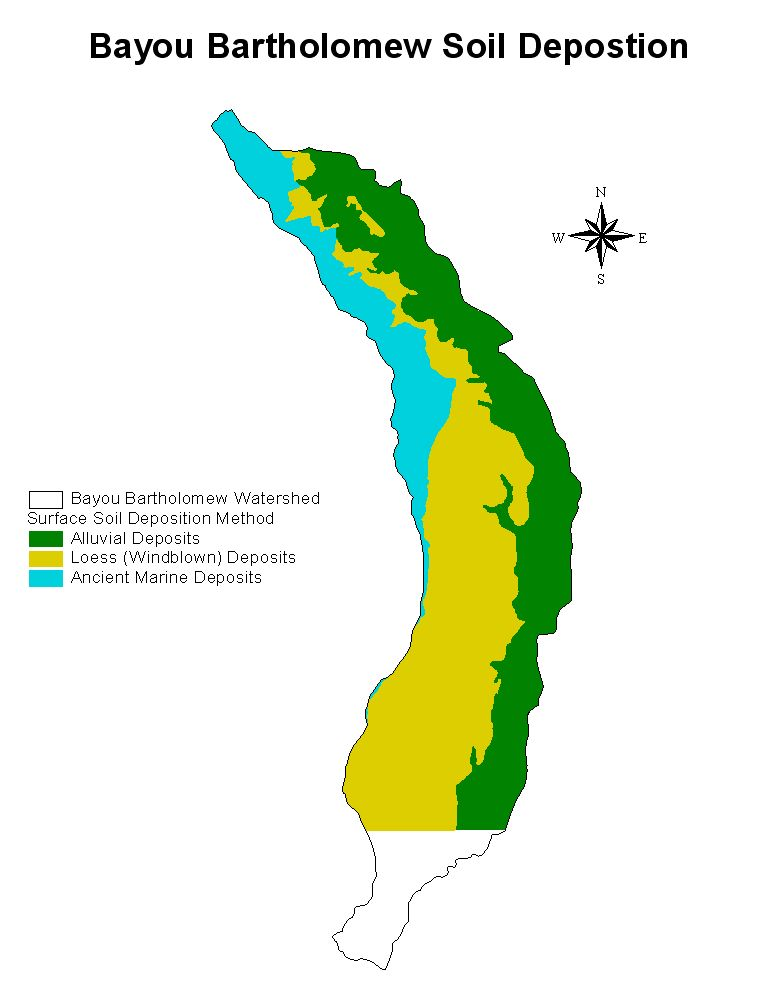 Bayou Bartholomew Soil Depostion
N
W E
S
Bayou Bartholomew Watershed
Surface Soil Deposition Method
Alluvial Deposits
Loess (Windblown) Deposits
Ancient Marine Deposits